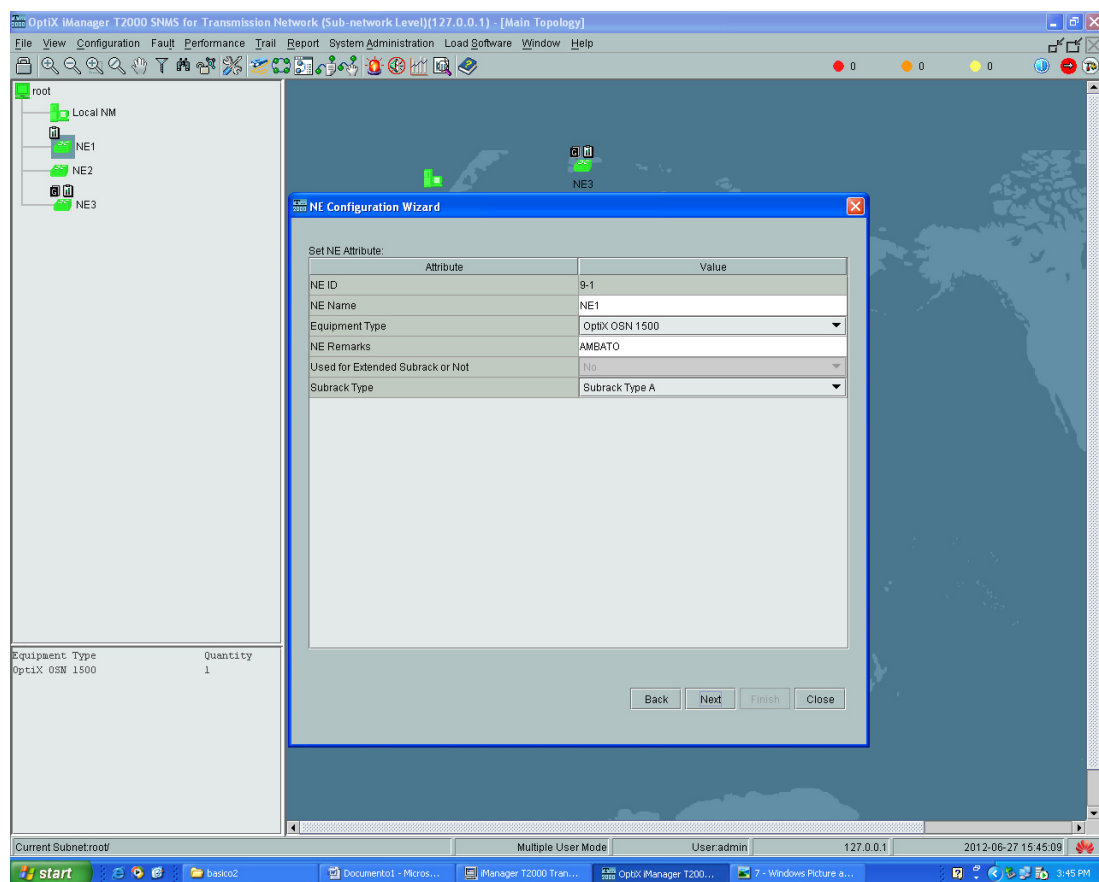 OptiX iManager T2000 SNMS for Transmission Network (Sub-network Level)(127.0.0.1) - [Main Topology]
File View Configuration Fault Performance Trail Report System Administration Load Software Window Help
0 0 0
root
Local NM
NE1
NE2
NE3
NE3
NE Configuration Wizard
Set NE Attribute:
Attribute Value
NE ID 9-1
NE Name NE1
Equipment Type OptiX OSN 1500
NE Remarks AMBATO
Used for Extended Subrack or Not No
Subrack Type Subrack Type A
Back Next Finish Close
Equipment Type Quantity
OptiX OSN 1500 1
Current Subnet:root/ Multiple User Mode User:admin 127.0.0.1 2012-06-27 15:45:09
start basico2 Documento1 - Micros... iManager T2000 Tran... OptiX iManager T200... 7 - Windows Picture a... 3:45 PM